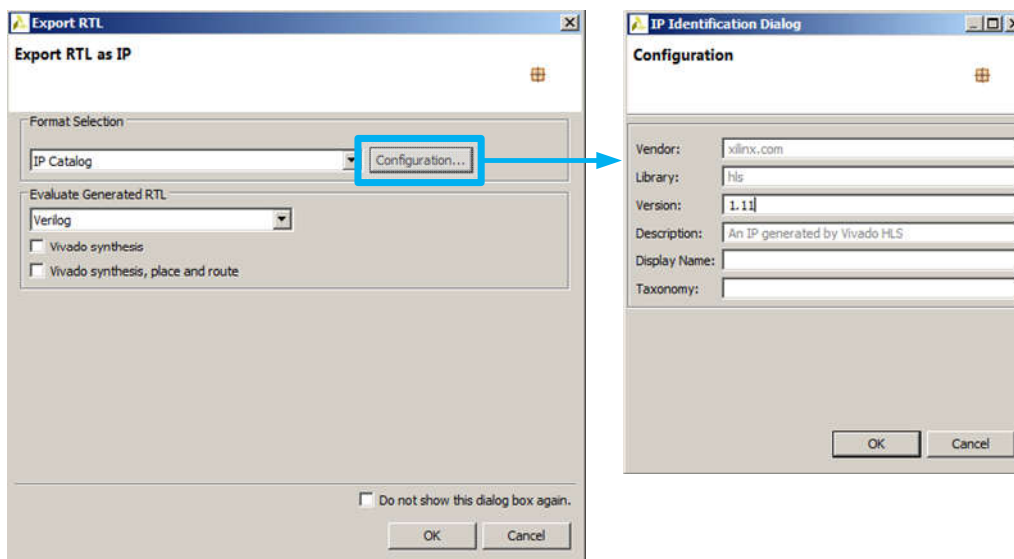 Export RTL
Export RTL as IP
Format Selection
IP Catalog
Configuration...
Evaluate Generated RTL
Verilog
Vivado synthesis
Vivado synthesis, place and route
Do not show this dialog box again.
OK
Cancel
IP Identification Dialog
Configuration
Vendor:
xilinx.com
Library:
hls
Version:
1.11
Description:
An IP generated by Vivado HLS
Display Name:
Taxonomy:
OK
Cancel